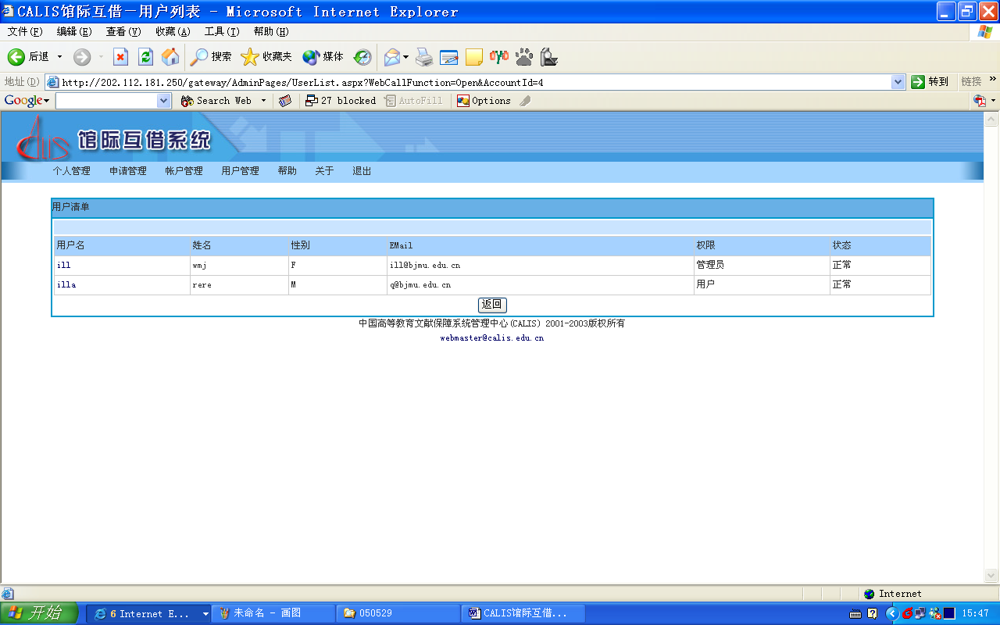 CALIS馆际互借－用户列表 - Microsoft Internet Explorer
文件(F) 编辑(E) 查看(V) 收藏(A) 工具(T) 帮助(H)
后退 搜索 收藏夹 媒体
地址(D) http://202.112.181.250/gateway/AdminPages/UserList.aspx?WebCallFunction=Open&AccountId=4 转到 链接 »
Google Search Web 27 blocked AutoFill Options
CALIS 馆际互借系统
个人管理 申请管理 帐户管理 用户管理 帮助 关于 退出
用户清单
用户名 姓名 性别 EMail 权限 状态
ill wmj F ill@bjmu.edu.cn 管理员 正常
illa rere M q@bjmu.edu.cn 用户 正常
返回
中国高等教育文献保障系统管理中心(CALIS) 2001-2003版权所有
webmaster@calis.edu.cn
Internet
开始 6 Internet E... 未命名 - 画图 050529 CALIS馆际互借... 15:47